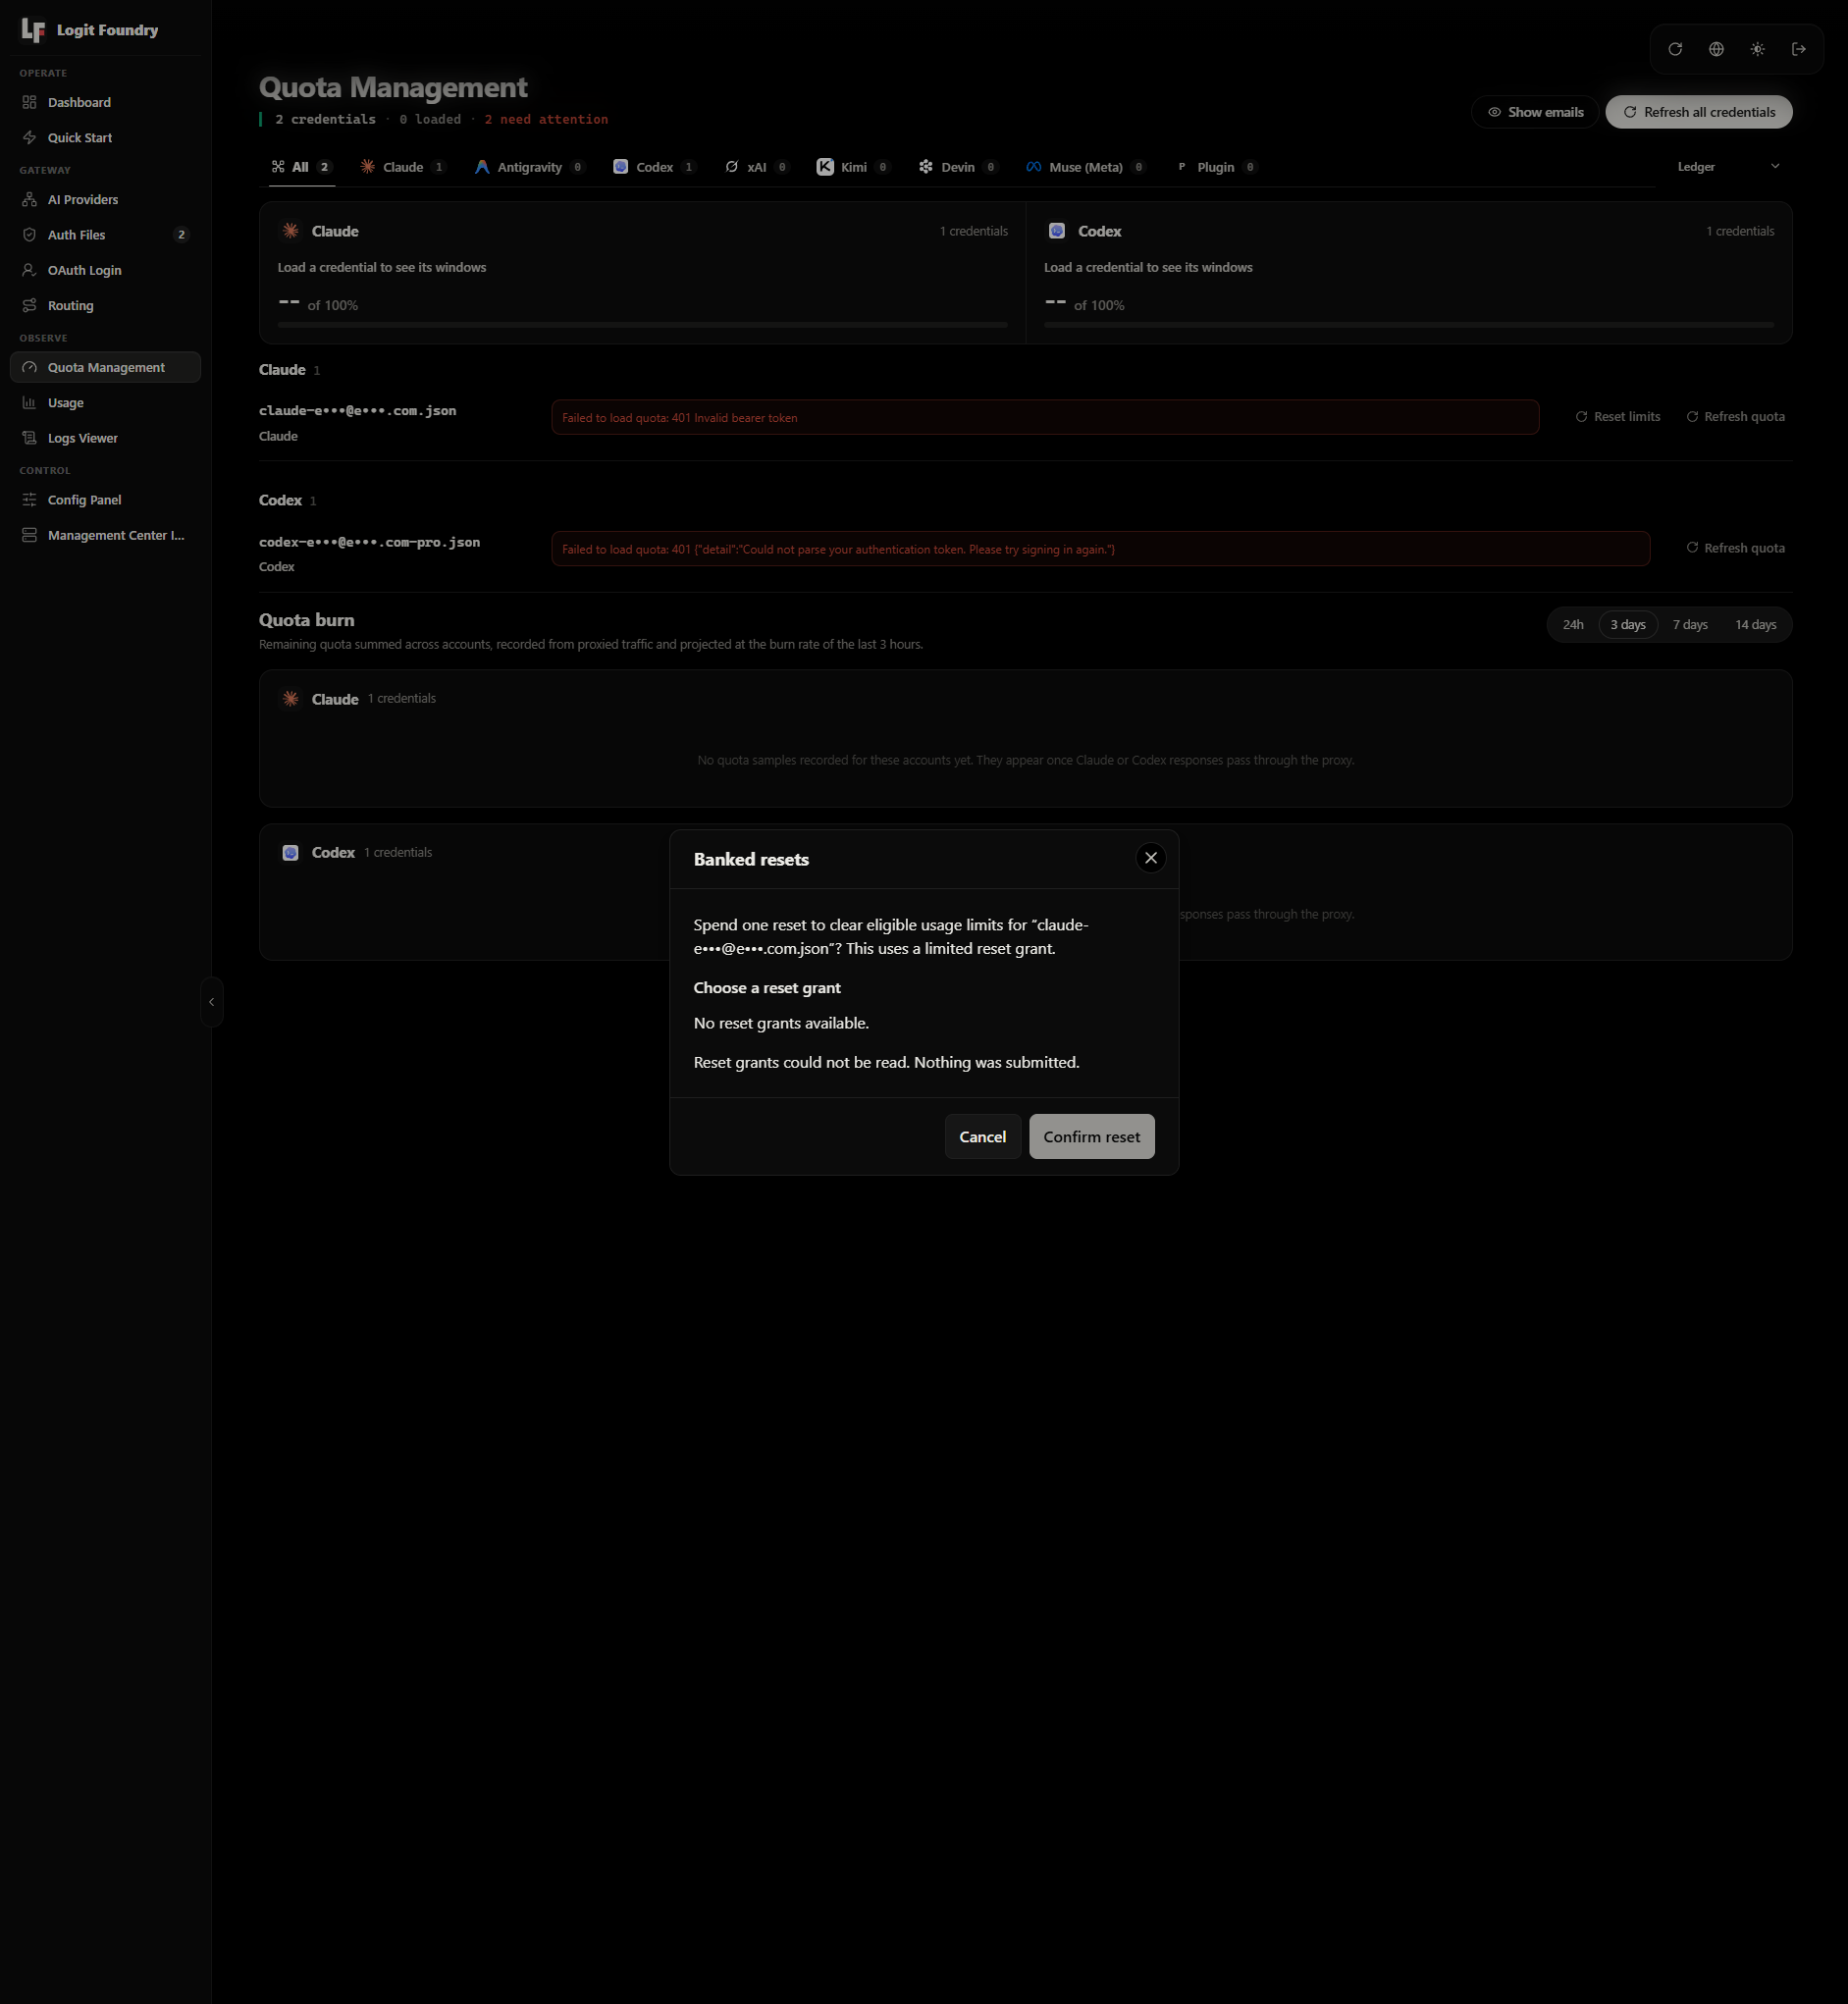 Logit Foundry
OPERATE
Dashboard
Quick Start
GATEWAY
AI Providers
Auth Files 2
OAuth Login
Routing
OBSERVE
Quota Management
Usage
Logs Viewer
CONTROL
Config Panel
Management Center I...
Quota Management
2 credentials · 0 loaded · 2 need attention
Show emails
Refresh all credentials
All 2
Claude 1
Antigravity 0
Codex 1
xAI 0
Kimi 0
Devin 0
Muse (Meta) 0
P Plugin 0
Ledger
Claude 1 credentials
Load a credential to see its windows
-- of 100%
Codex 1 credentials
Load a credential to see its windows
-- of 100%
Claude 1
claude-e•••@e•••.com.json
Claude
Failed to load quota: 401 Invalid bearer token
Reset limits
Refresh quota
Codex 1
codex-e•••@e•••.com-pro.json
Codex
Failed to load quota: 401 {"detail":"Could not parse your authentication token. Please try signing in again."}
Refresh quota
Quota burn
Remaining quota summed across accounts, recorded from proxied traffic and projected at the burn rate of the last 3 hours.
24h
3 days
7 days
14 days
Claude 1 credentials
No quota samples recorded for these accounts yet. They appear once Claude or Codex responses pass through the proxy.
Codex 1 credentials
sponses pass through the proxy.
Banked resets
Spend one reset to clear eligible usage limits for “claude-
e•••@e•••.com.json”? This uses a limited reset grant.
Choose a reset grant
No reset grants available.
Reset grants could not be read. Nothing was submitted.
Cancel
Confirm reset